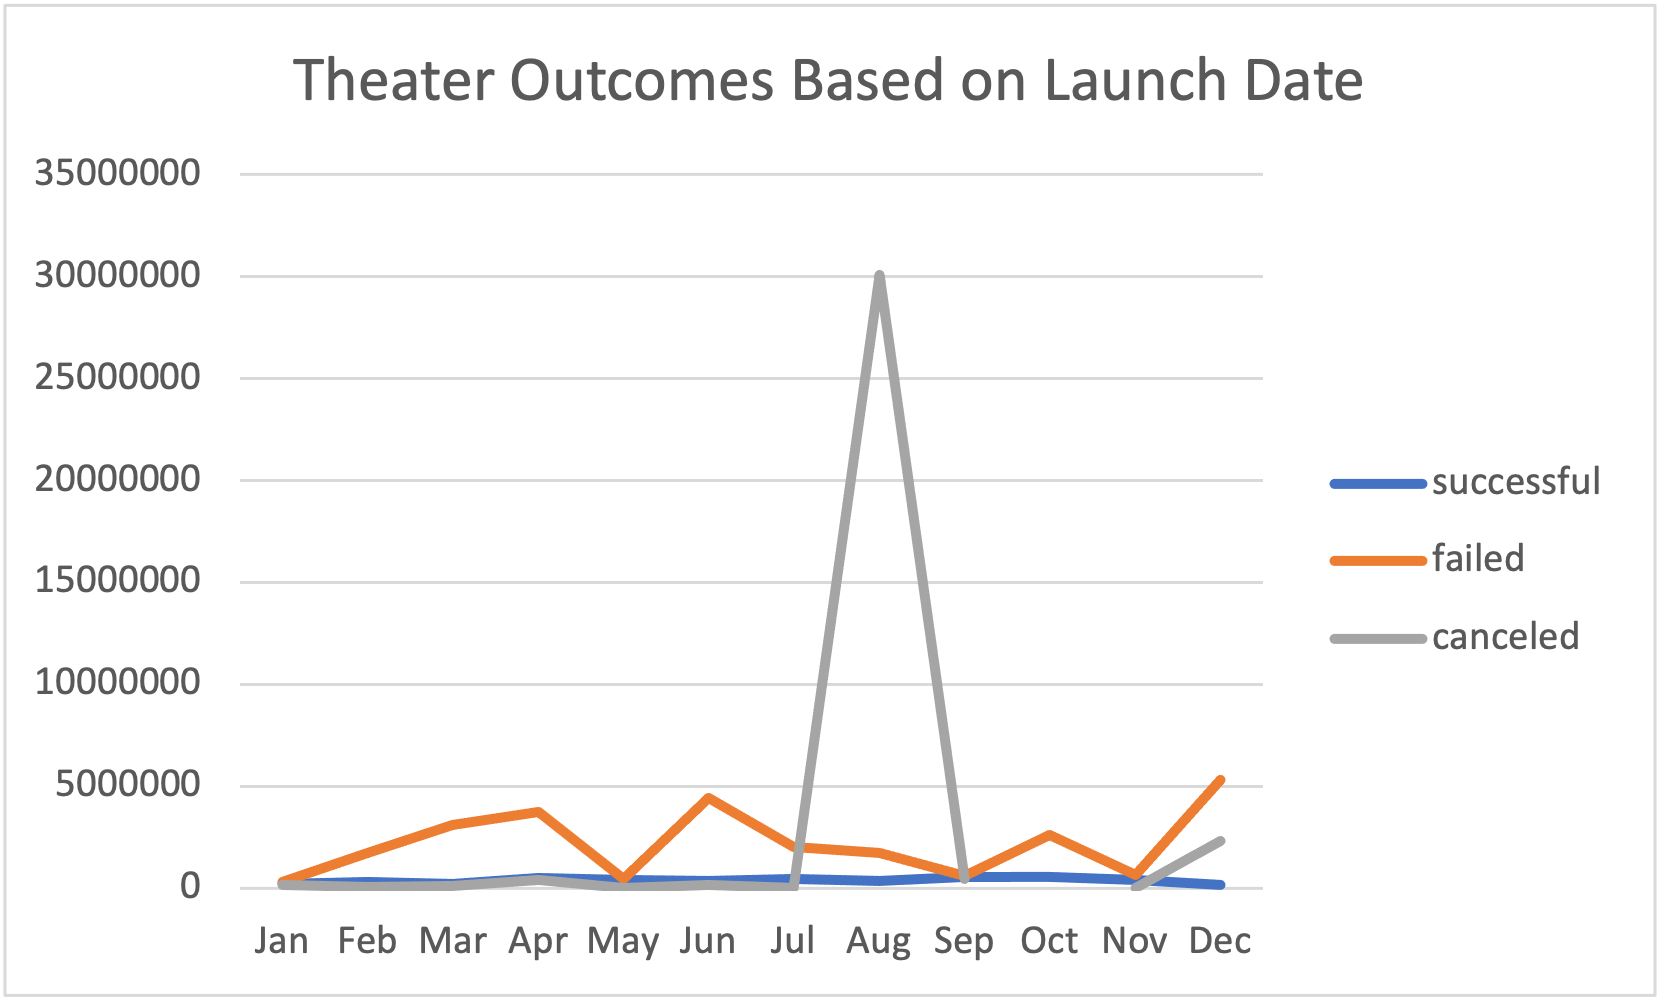 Theater Outcomes Based on Launch Date
35000000
30000000
25000000
20000000
15000000
10000000
5000000
0
Jan Feb Mar Apr May Jun Jul Aug Sep Oct Nov Dec
successful
failed
canceled